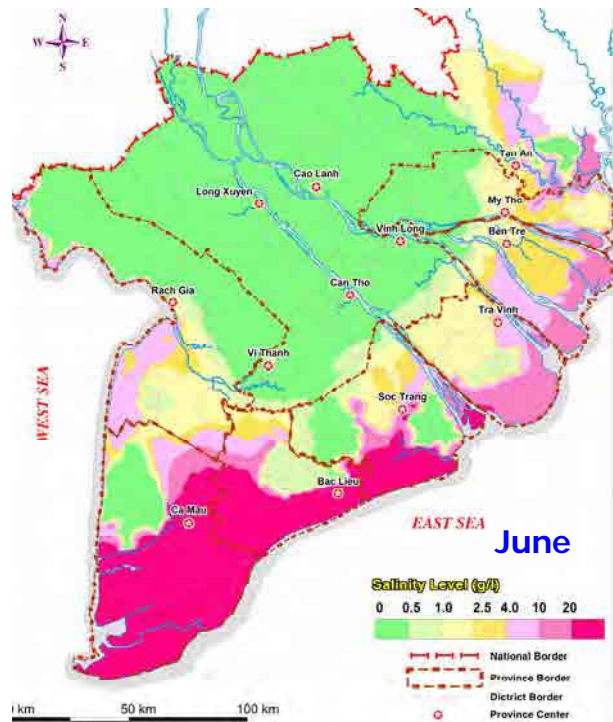 N
W E
S
Tan An
Cao Lanh
Long Xuyen
My Tho
Ben Tre
Vinh Long
Can Tho
Rach Gia
Tra Vinh
Vi Thanh
Soc Trang
WEST SEA
Bac Lieu
Ca Mau
EAST SEA
June
Salinity Level (g/l)
0 0.5 1.0 2.5 4.0 10 20
National Border
Province Border
District Border
Province Center
km 50 km 100 km